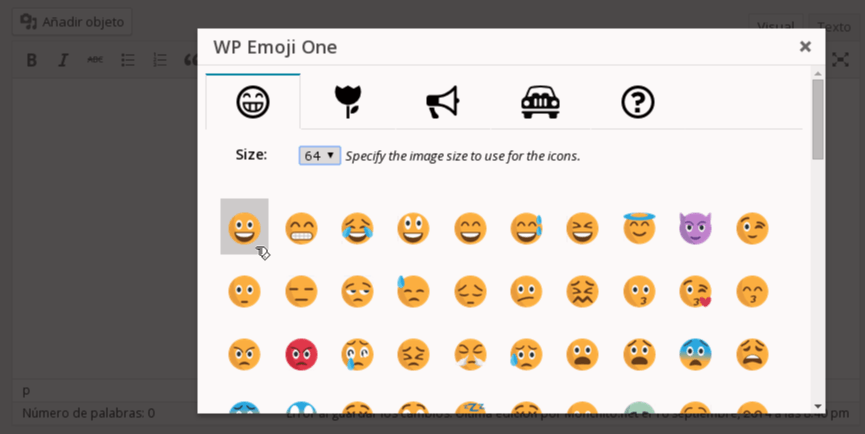 Añadir objeto
Visual
Texto
WP Emoji One
×
B I ABC
?
Size: 64 ▼ Specify the image size to use for the icons.
p
Número de palabras: 0